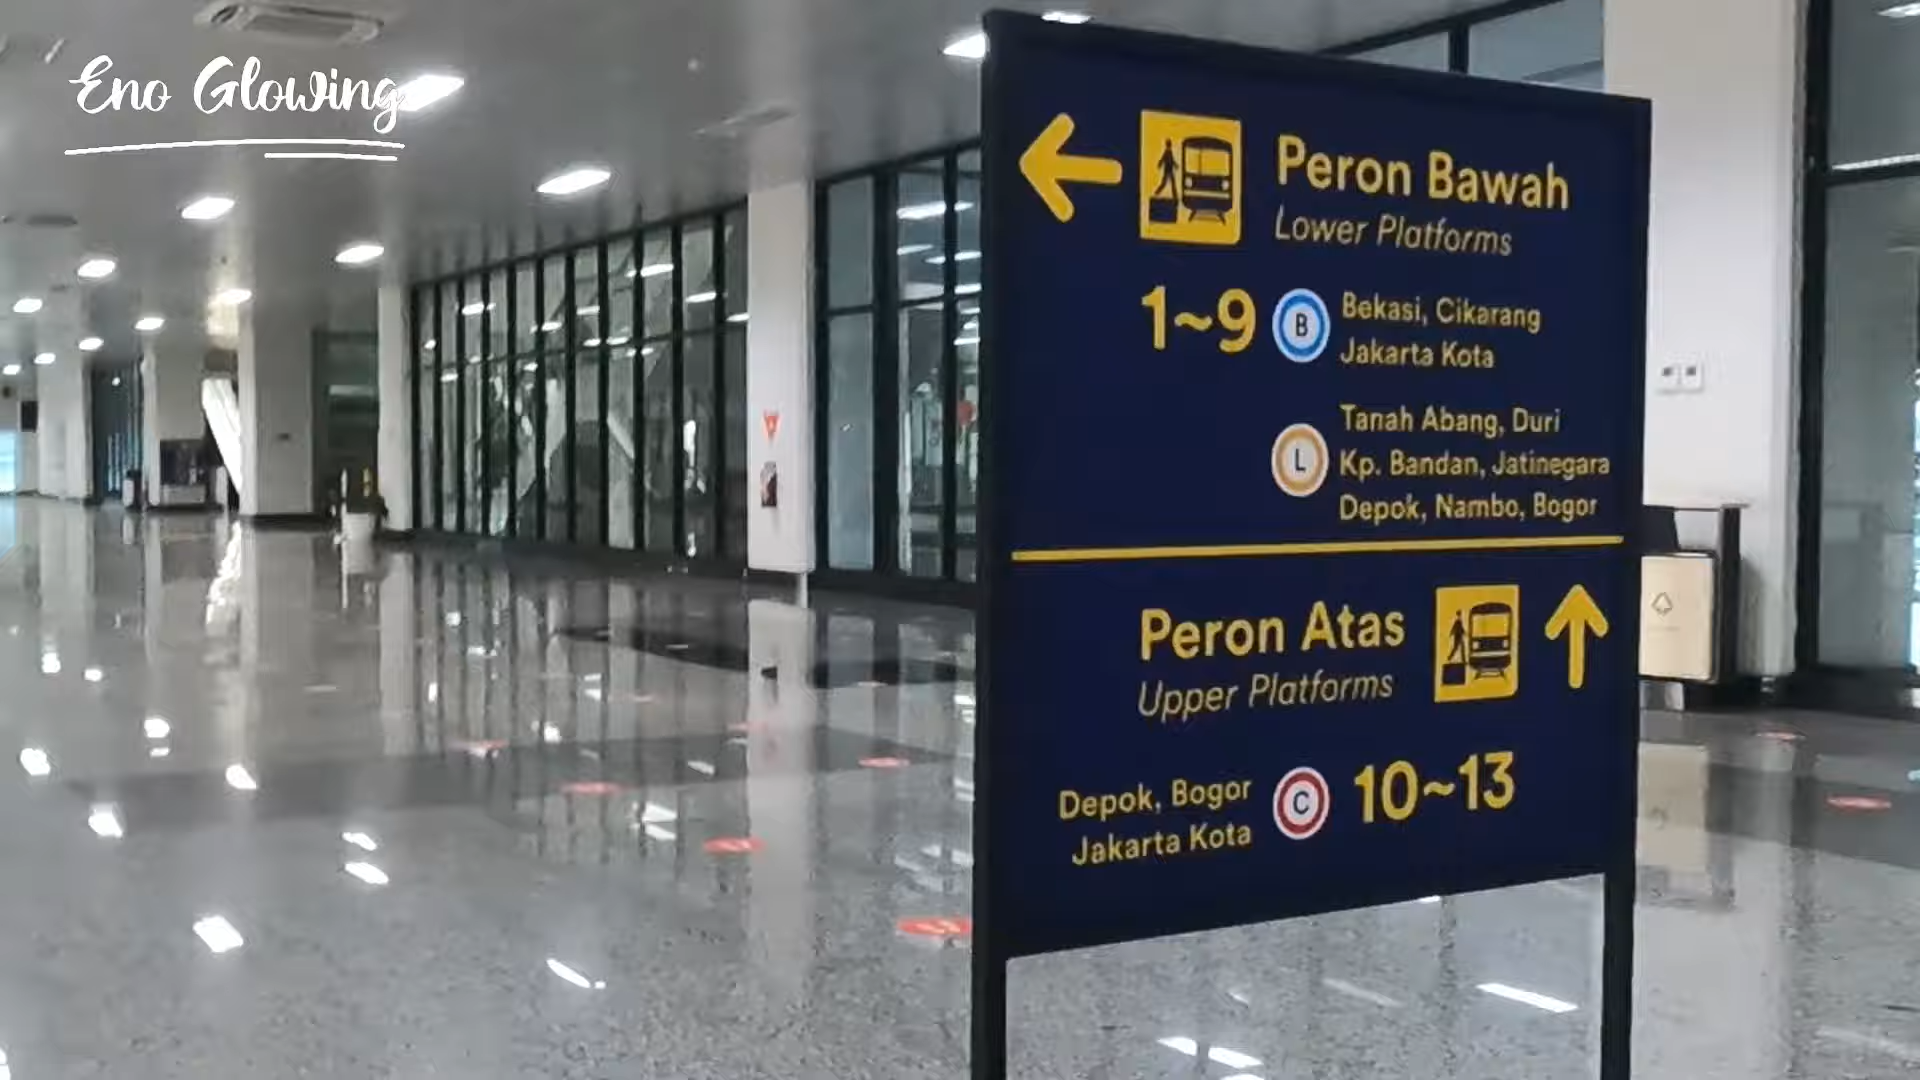 Eno Glowing
Peron Bawah
Lower Platforms
1~9
B
Bekasi, Cikarang
Jakarta Kota
L
Tanah Abang, Duri
Kp. Bandan, Jatinegara
Depok, Nambo, Bogor
Peron Atas
Upper Platforms
Depok, Bogor
Jakarta Kota
C
10~13